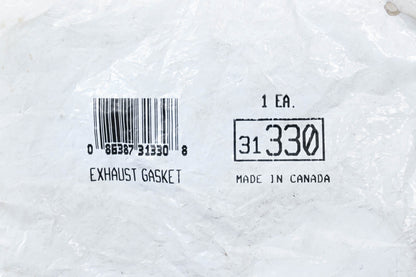 0 86387 31330 8
EXHAUST GASKET
1 EA.
31 330
MADE IN CANADA